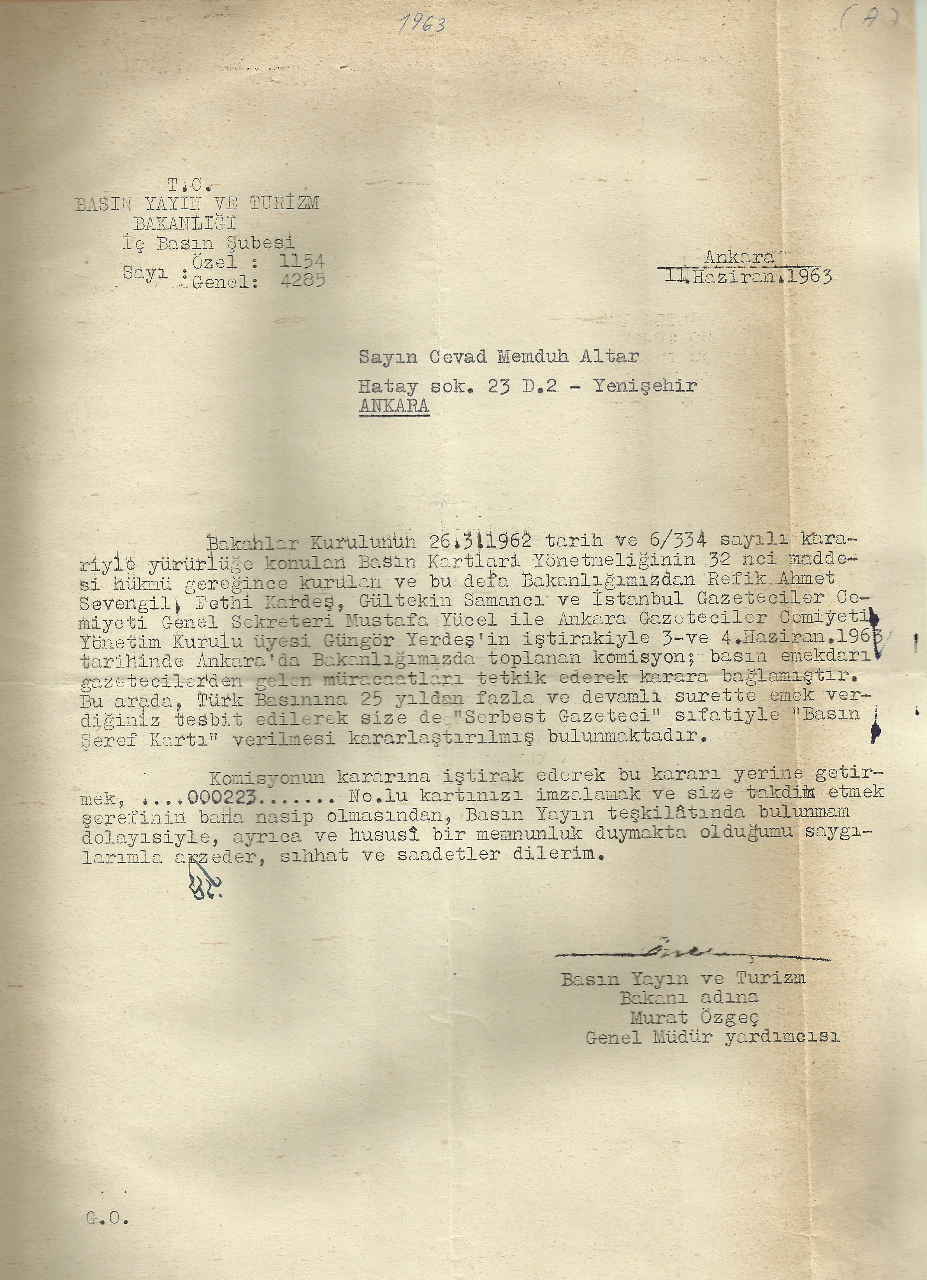 1963
(A)
T.C.
BASIN YAYIN VE TURİZM
BAKANLIĞI
İç Basın Şubesi
Sayı : Özel : 1154
Genel: 4285
Ankara
11.Haziran.1963
Sayın Cevad Memduh Altar
Hatay sok. 23 D.2 - Yenişehir
ANKARA
Bakanlar Kurulunun 26.3.1962 tarih ve 6/334 sayılı kara-
riyle yürürlüğe konulan Basın Kartları Yönetmeliğinin 32 nci madde-
si hükmü gereğince kurulan ve bu defa Bakanlığımızdan Refik Ahmet
Sevengil, Fethi Kardeş, Gültekin Samancı ve İstanbul Gazeteciler Ce-
miyeti Genel Sekreteri Mustafa Yücel ile Ankara Gazeteciler Cemiyeti
Yönetim Kurulu üyesi Güngör Yerdeş'in iştirakiyle 3-ve 4.Haziran.1963
tarihinde Ankara'da Bakanlığımızda toplanan komisyon; basın emekdarı
gazetecilerden gelen müracaatları tetkik ederek karara bağlamıştır.
Bu arada, Türk Basınına 25 yıldan fazla ve devamlı surette emek ver-
diğiniz tesbit edilerek size de "Serbest Gazeteci" sıfatiyle "Basın
Şeref Kartı" verilmesi kararlaştırılmış bulunmaktadır.
Komisyonun kararına iştirak ederek bu kararı yerine getir-
mek, ....000223....... No.lu kartınızı imzalamak ve size takdim etmek
şerefinin bana nasip olmasından, Basın Yayın teşkilâtında bulunmam
dolayısiyle, ayrıca ve hususî bir memnunluk duymakta olduğumu saygı-
larımla arzeder, sıhhat ve saadetler dilerim.
Basın Yayın ve Turizm
Bakanı adına
Murat Özgeç
Genel Müdür yardımcısı
G.O.